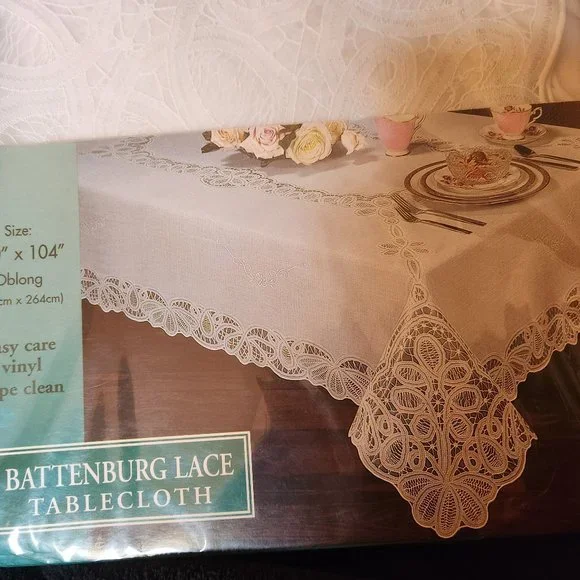 Size:
" x 104"
Oblong
cm x 264cm)
asy care
vinyl
pe clean
BATTENBURG LACE
TABLECLOTH